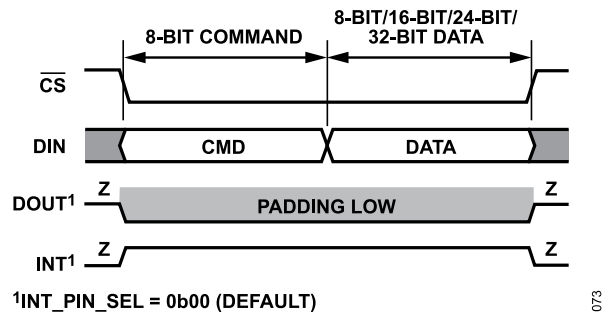 8-BIT COMMAND
8-BIT/16-BIT/24-BIT/
32-BIT DATA
CS
DIN
CMD
DATA
DOUT1
Z
PADDING LOW
Z
INT1
Z
Z
1INT_PIN_SEL = 0b00 (DEFAULT)
073